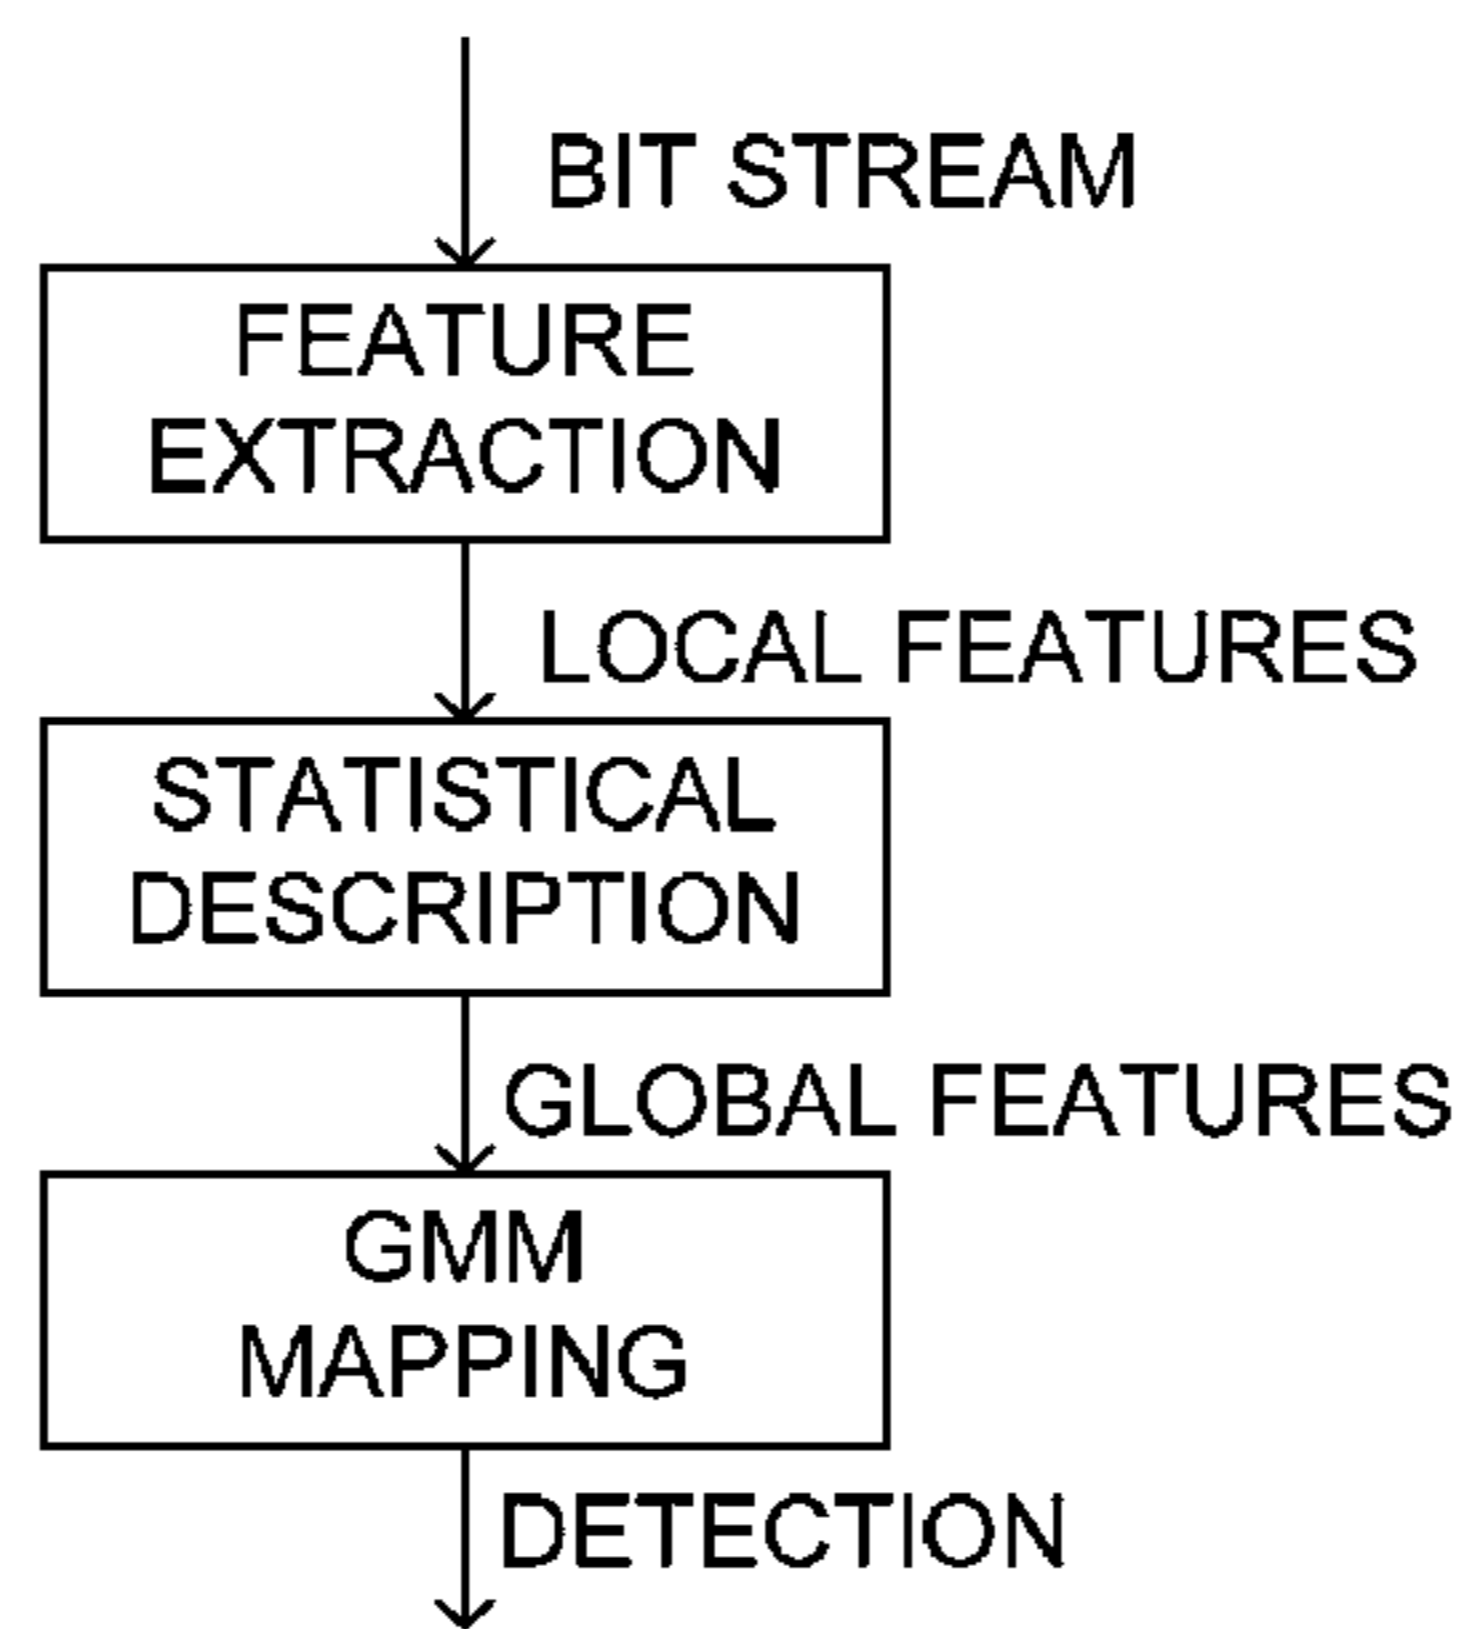 BIT STREAM
FEATURE
EXTRACTION
LOCAL FEATURES
STATISTICAL
DESCRIPTION
GLOBAL FEATURES
GMM
MAPPING
DETECTION